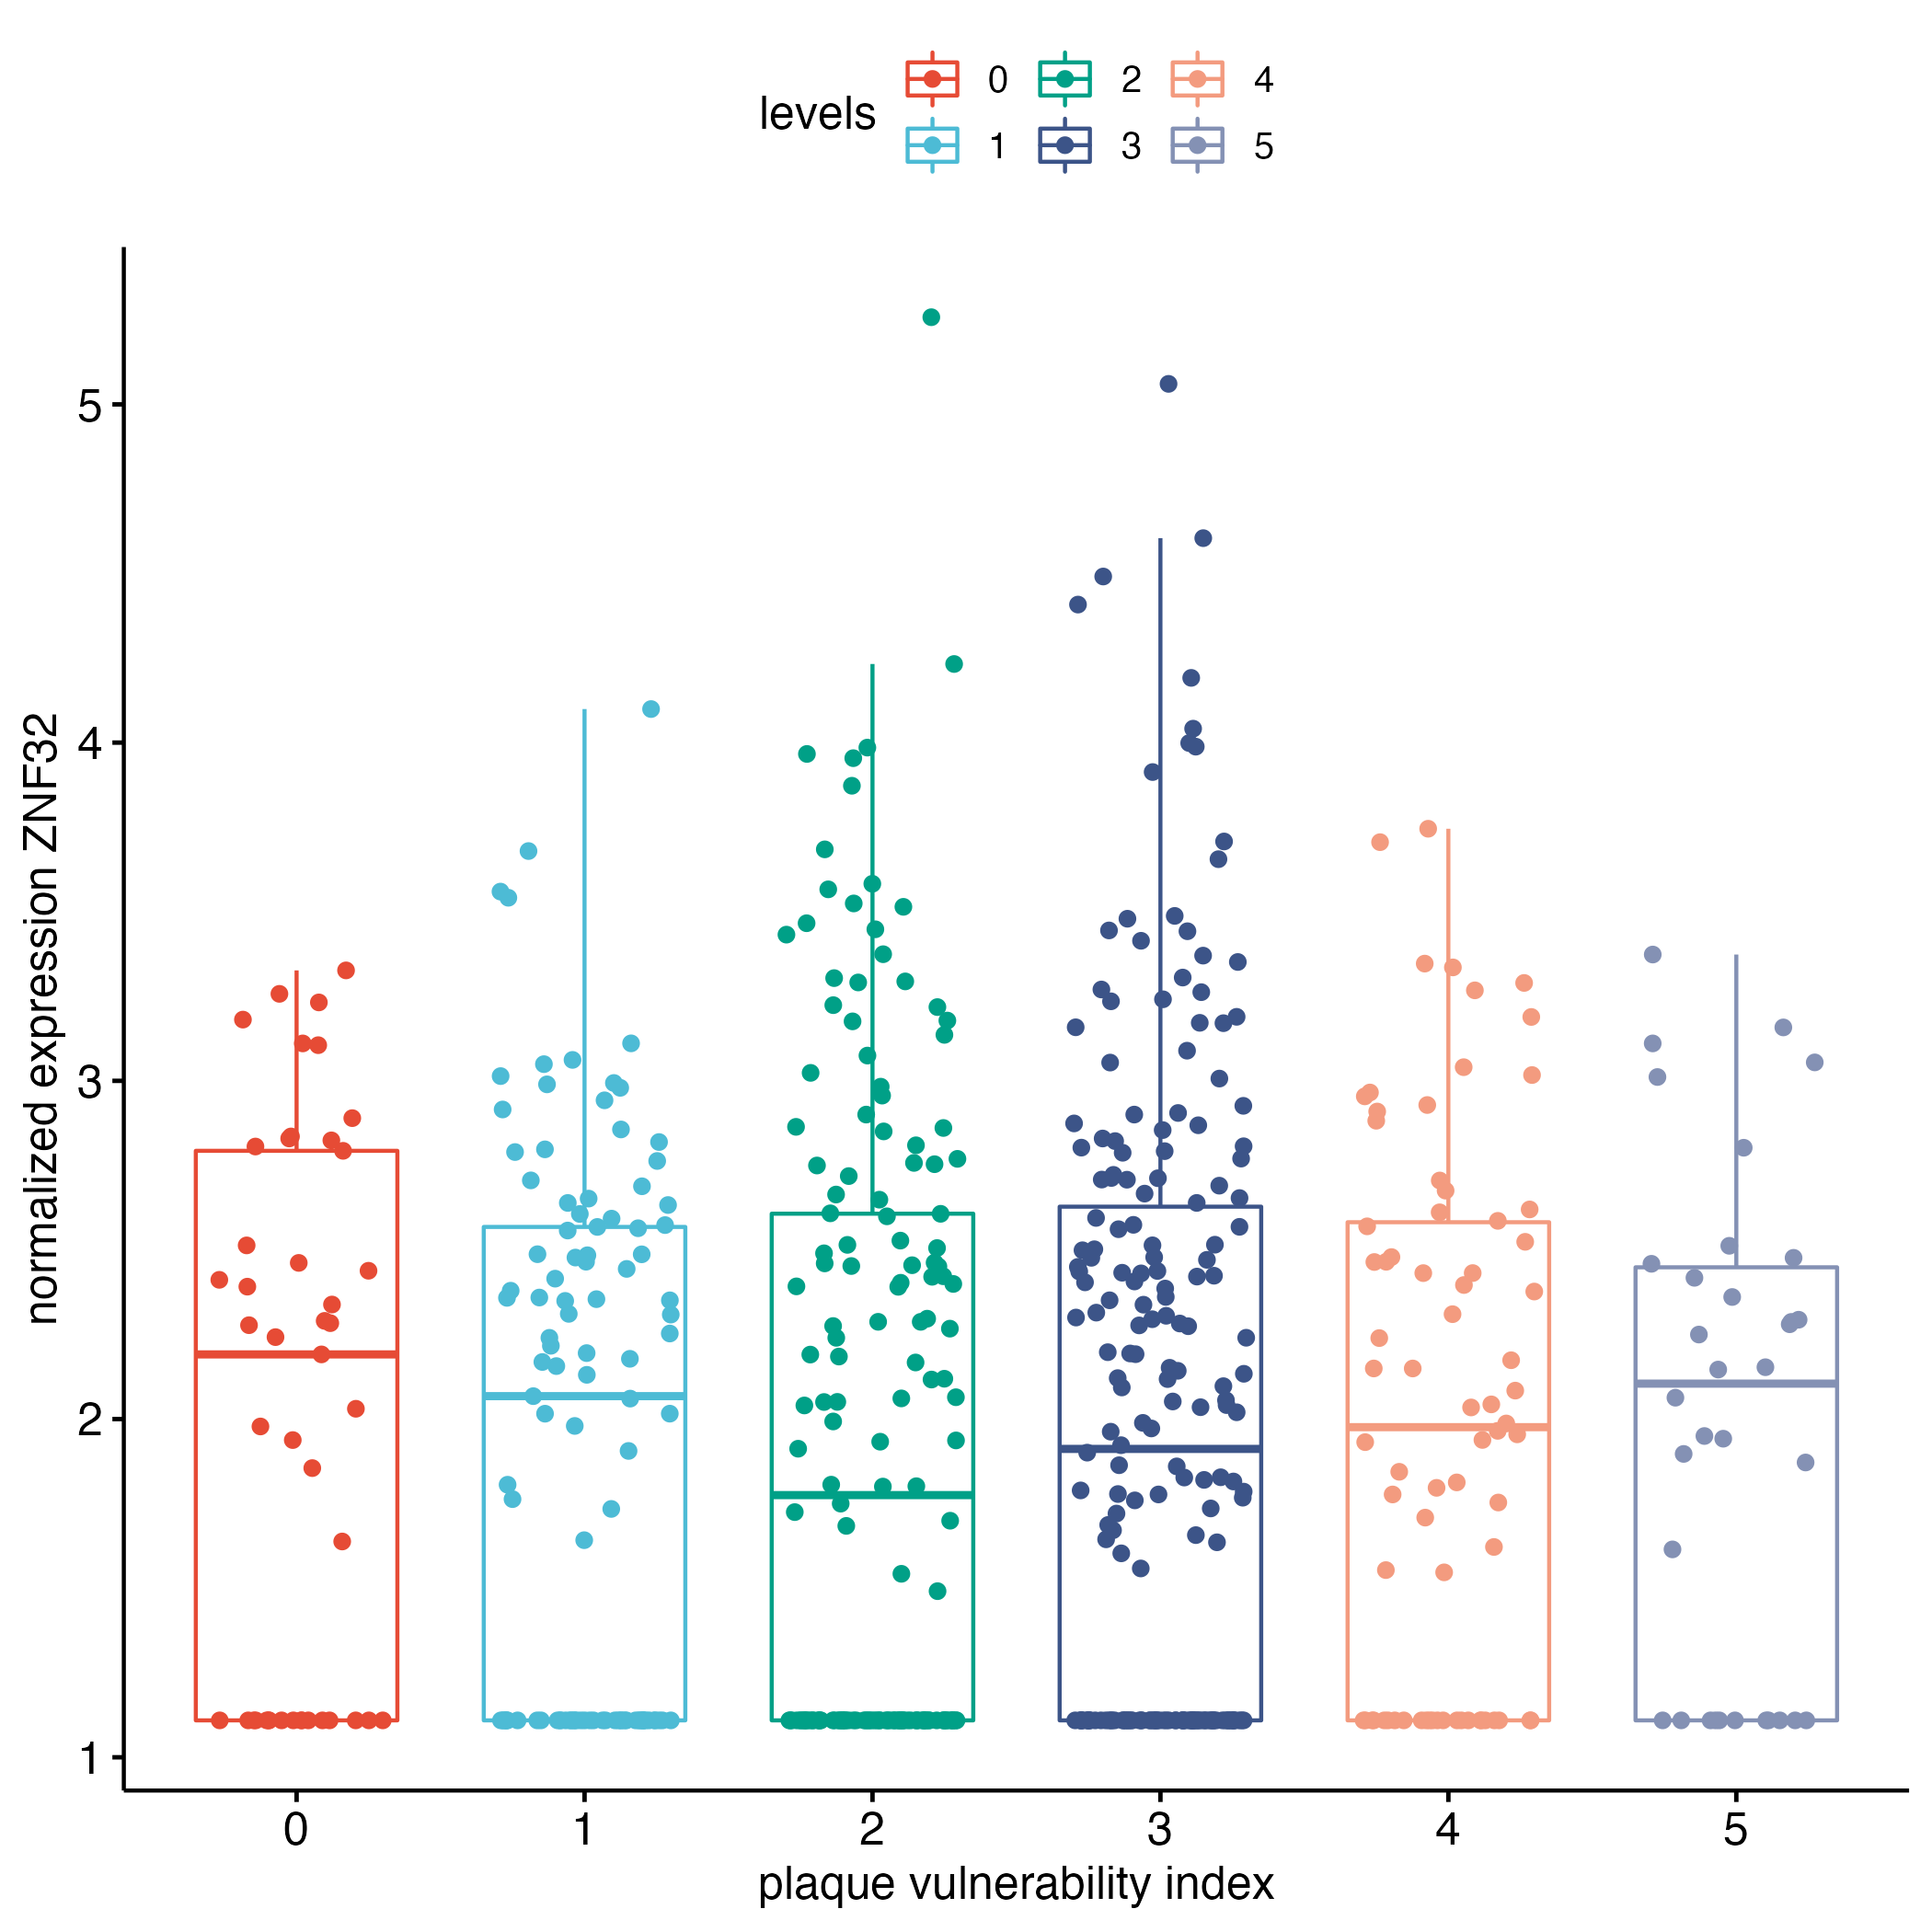 levels
0 2 4
1 3 5
normalized expression ZNF32
5
4
3
2
1
0 1 2 3 4 5
plaque vulnerability index